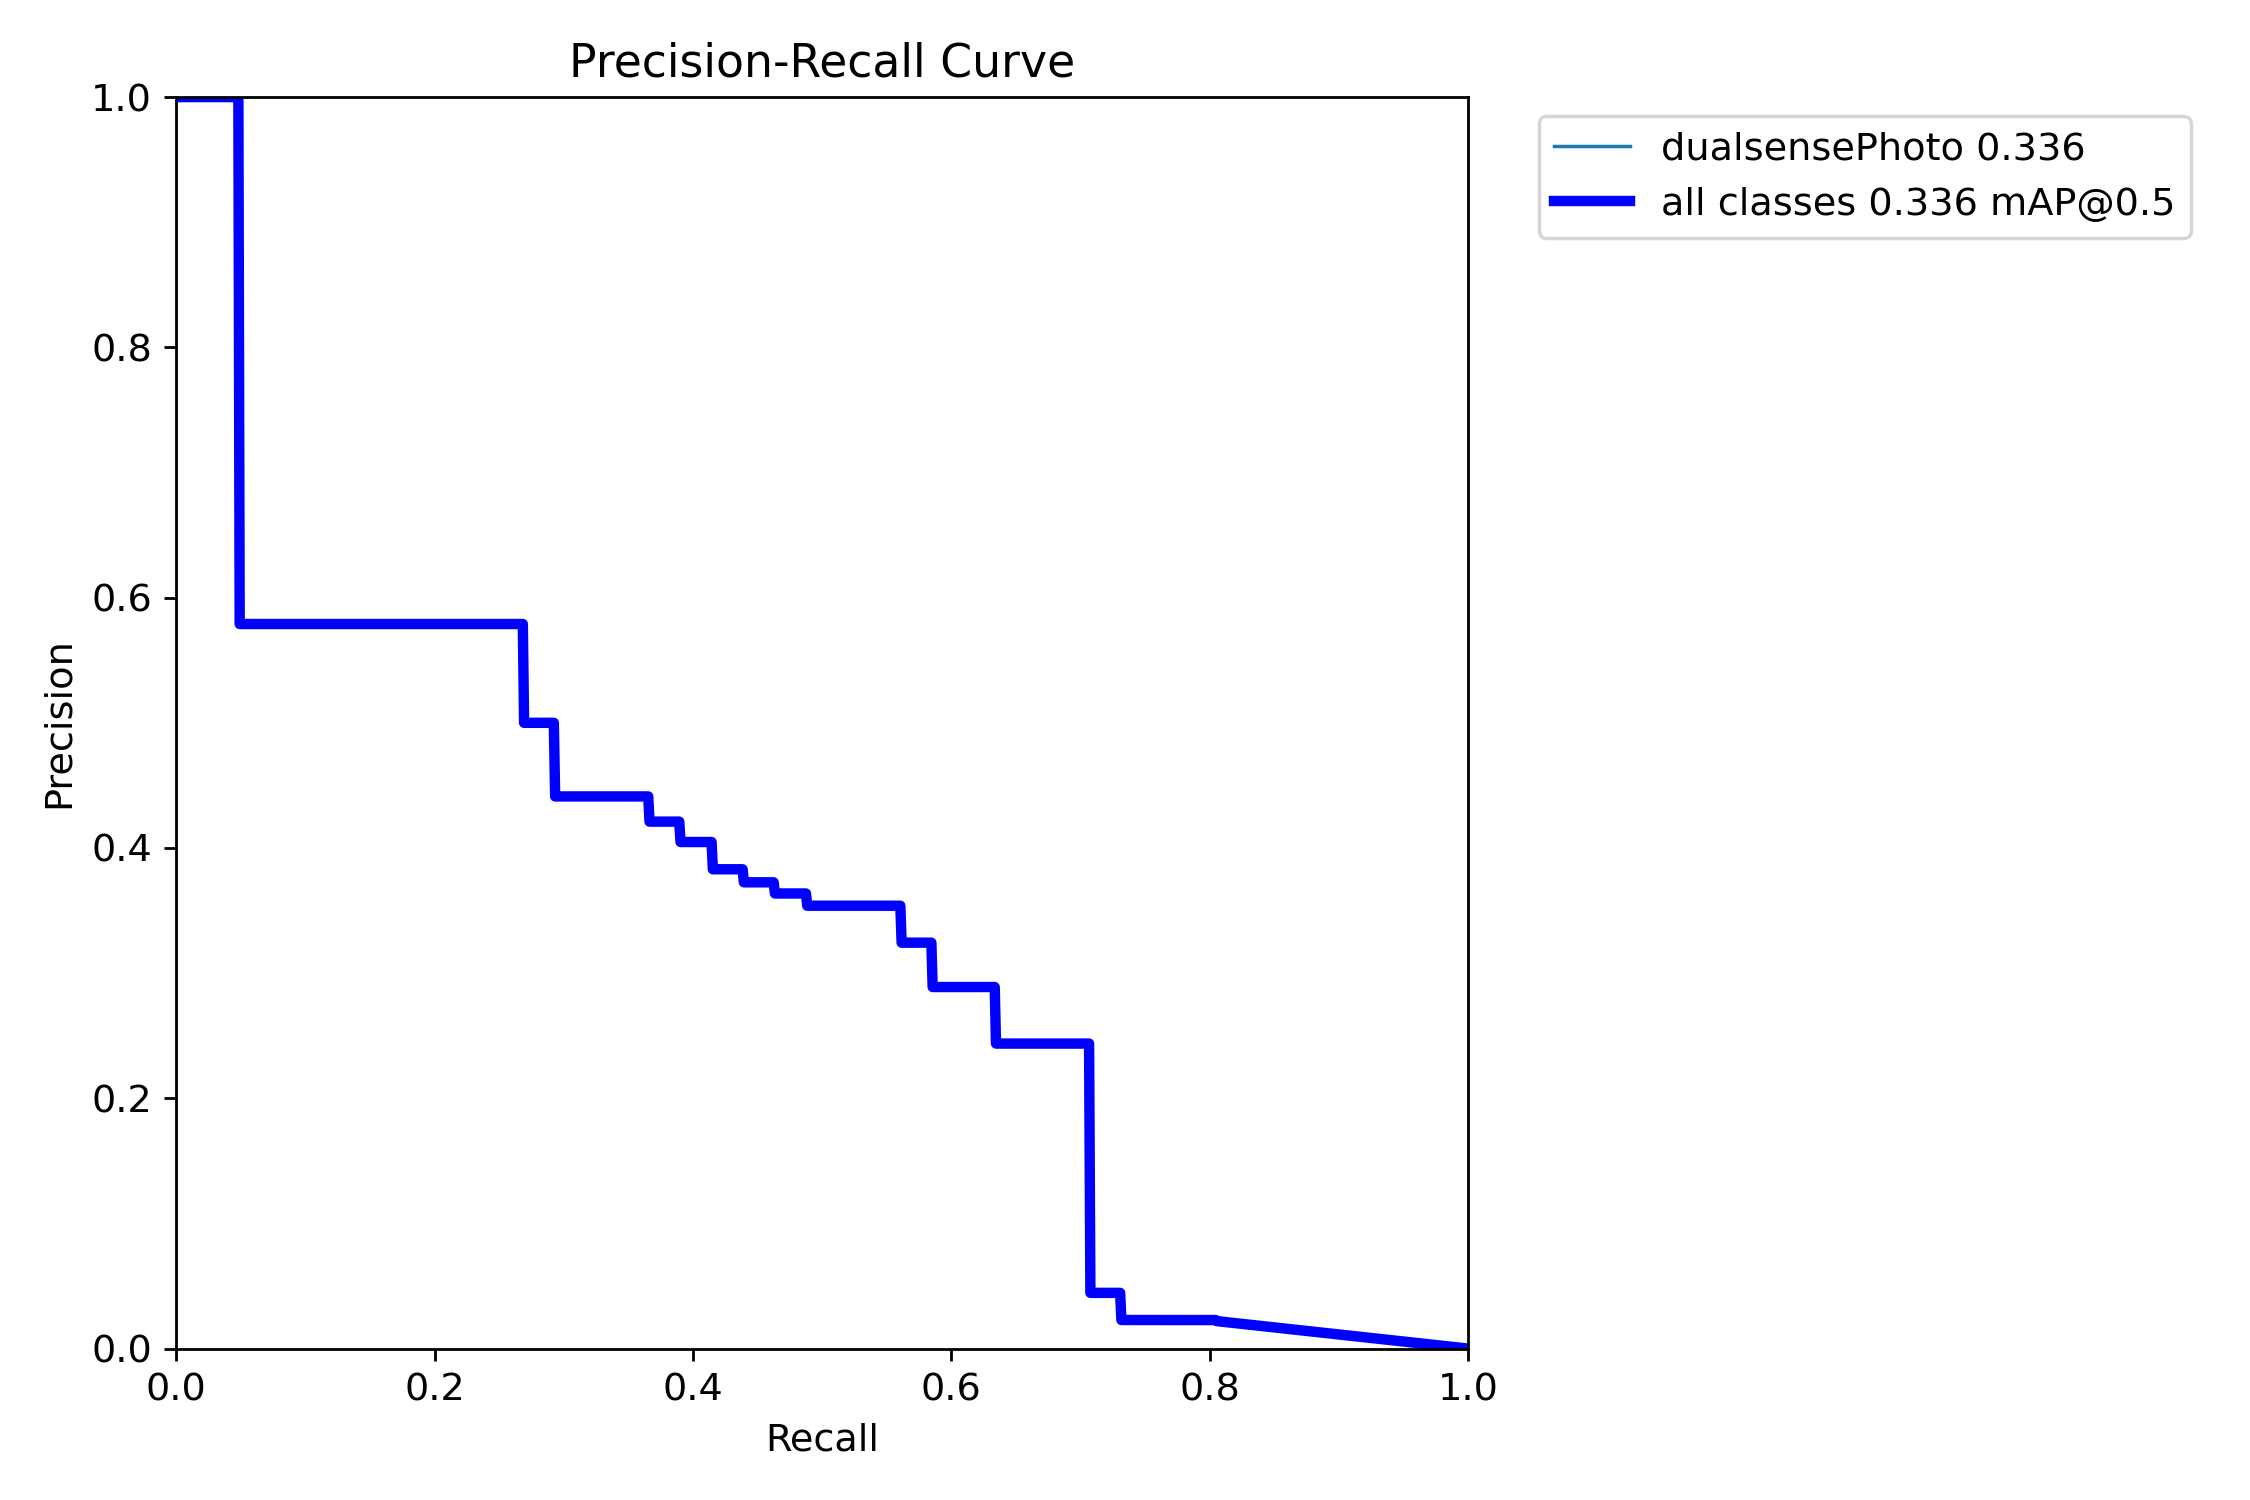 Precision-Recall Curve
1.0
0.8
0.6
0.4
0.2
0.0
Precision
0.0 0.2 0.4 0.6 0.8 1.0
Recall
dualsensePhoto 0.336
all classes 0.336 mAP@0.5